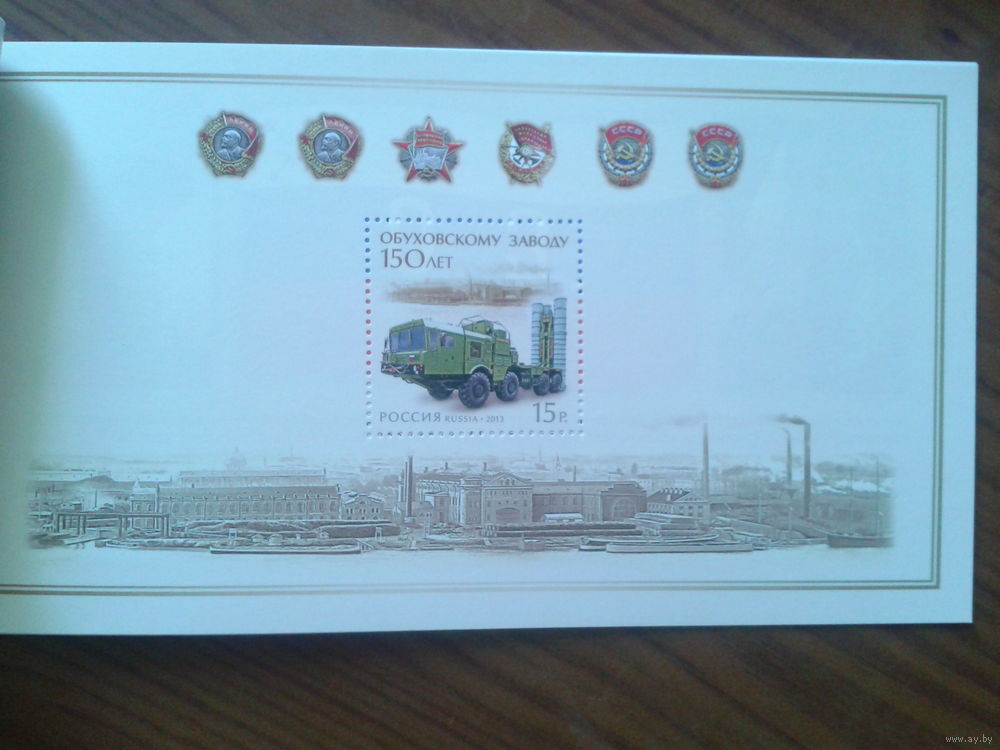 СССР
СССР
ОБУХОВСКОМУ ЗАВОДУ
150 ЛЕТ
РОССИЯ RUSSIA • 2013
15 Р.
www.ay.by